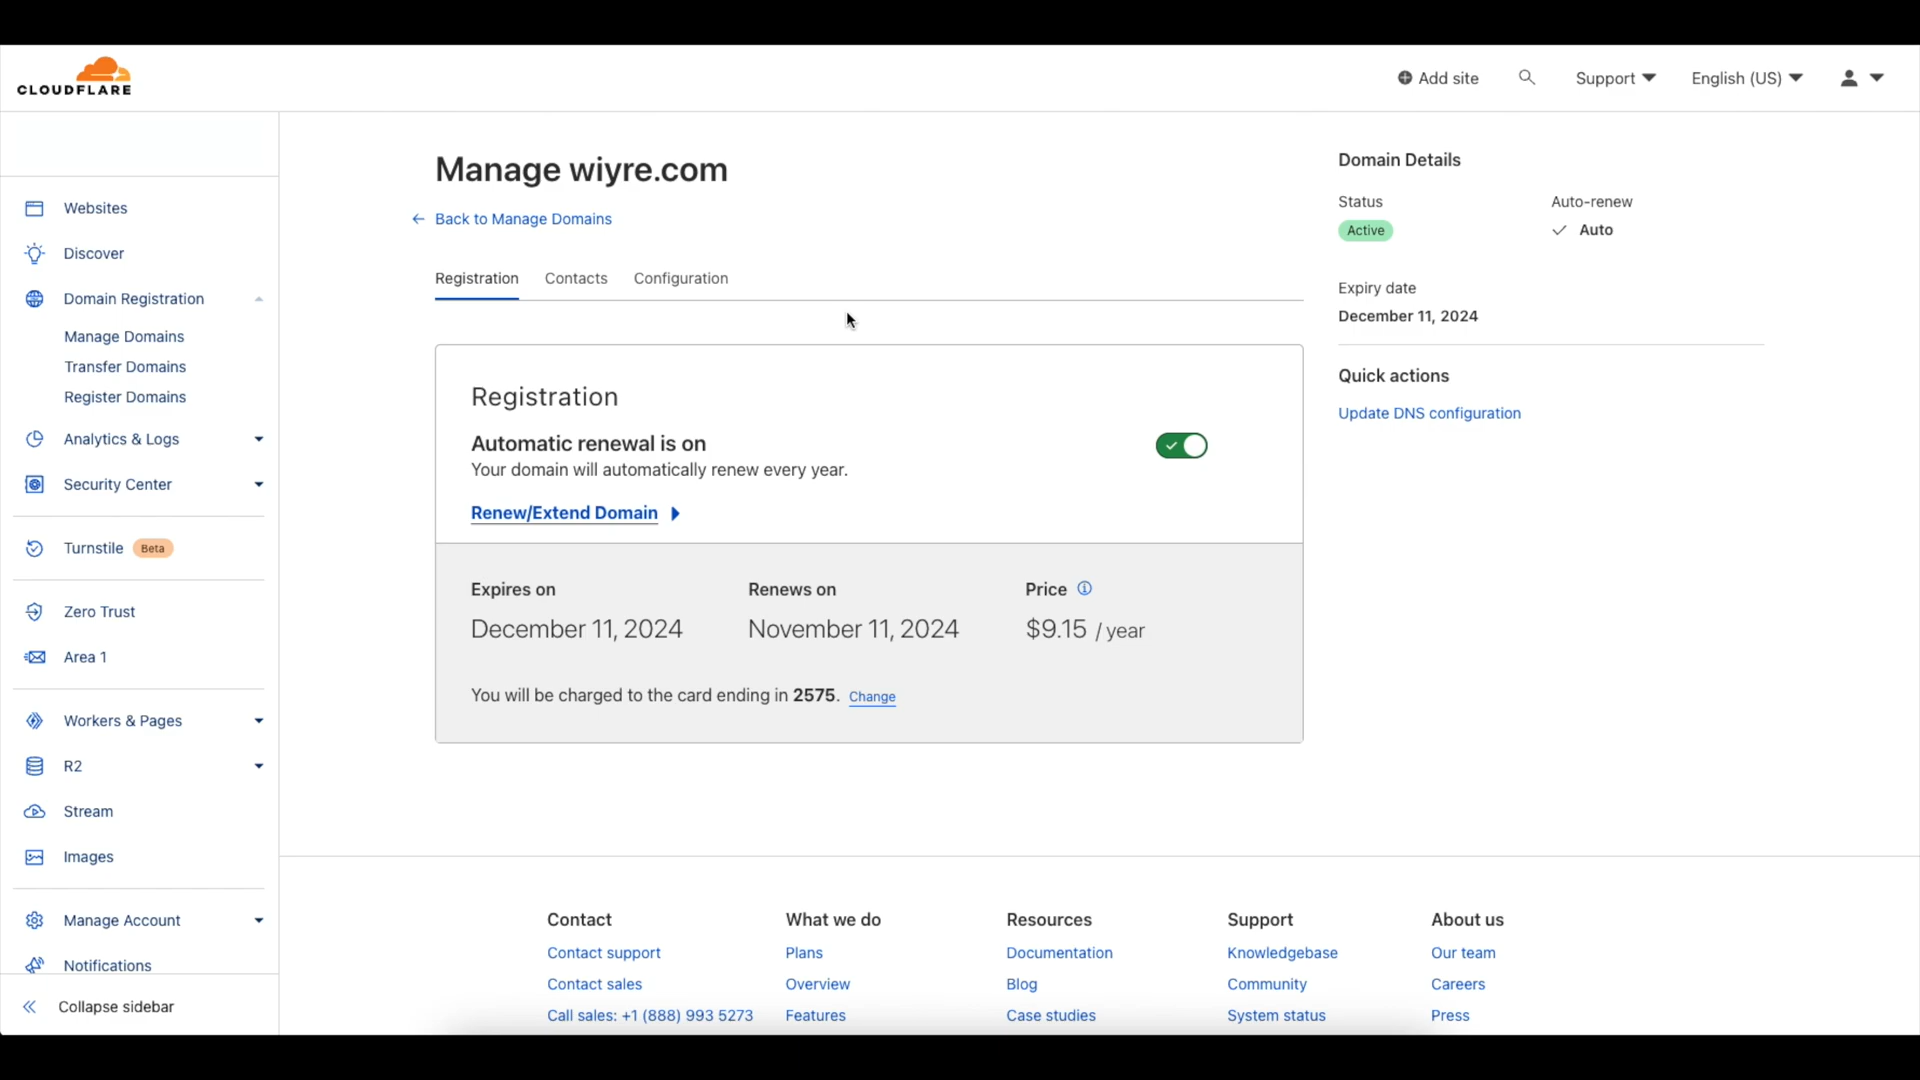 CLOUDFLARE
Add site
Support
English (US)
Websites
Discover
Domain Registration
Manage Domains
Transfer Domains
Register Domains
Analytics & Logs
Security Center
Turnstile Beta
Zero Trust
Area 1
Workers & Pages
R2
Stream
Images
Manage Account
Notifications
Collapse sidebar
Manage wiyre.com
Back to Manage Domains
Registration Contacts Configuration
Registration
Automatic renewal is on
Your domain will automatically renew every year.
Renew/Extend Domain
Expires on Renews on Price
December 11, 2024 November 11, 2024 $9.15 / year
You will be charged to the card ending in 2575. Change
Domain Details
Status Auto-renew
Active Auto
Expiry date
December 11, 2024
Quick actions
Update DNS configuration
Contact What we do Resources Support About us
Contact support Plans Documentation Knowledgebase Our team
Contact sales Overview Blog Community Careers
Call sales: +1 (888) 993 5273 Features Case studies System status Press